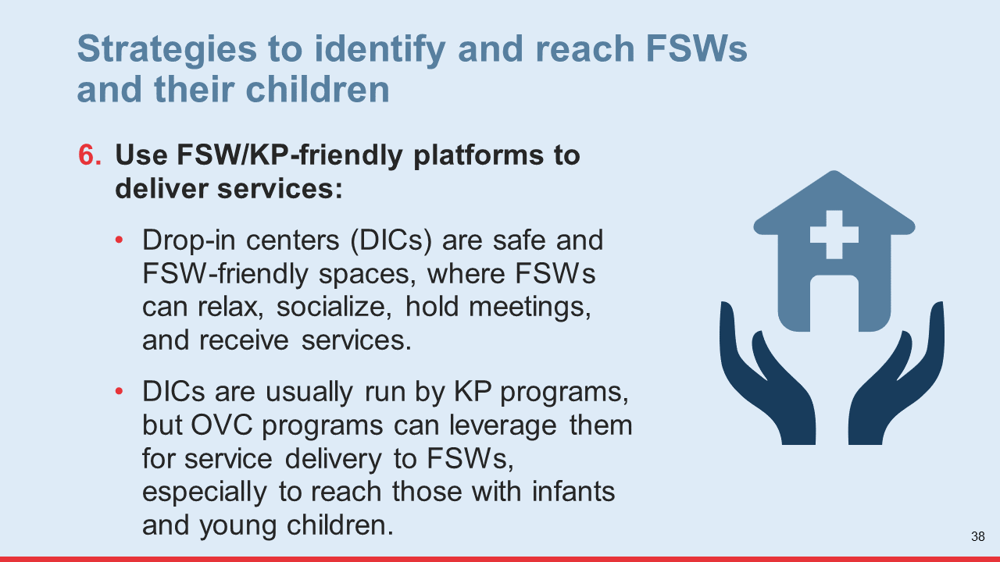 Strategies to identify and reach FSWs
and their children
6. Use FSW/KP-friendly platforms to
deliver services:
• Drop-in centers (DICs) are safe and
FSW-friendly spaces, where FSWs
can relax, socialize, hold meetings,
and receive services.
• DICs are usually run by KP programs,
but OVC programs can leverage them
for service delivery to FSWs,
especially to reach those with infants
and young children.
38